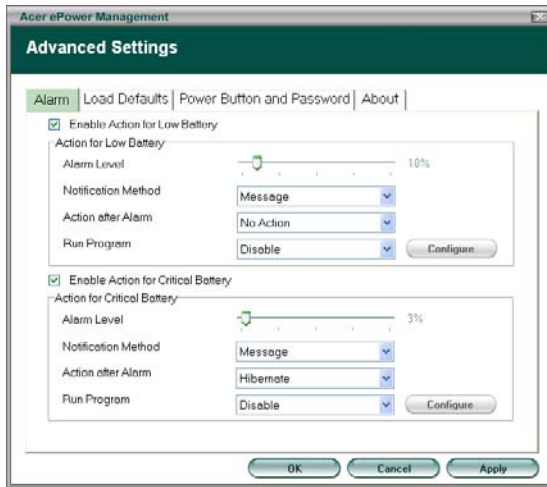 Acer ePower Management
Advanced Settings
Alarm Load Defaults Power Button and Password About
Enable Action for Low Battery
Action for Low Battery
Alarm Level 10%
Notification Method Message
Action after Alarm No Action
Run Program Disable Configure
Enable Action for Critical Battery
Action for Critical Battery
Alarm Level 3%
Notification Method Message
Action after Alarm Hibernate
Run Program Disable Configure
OK Cancel Apply